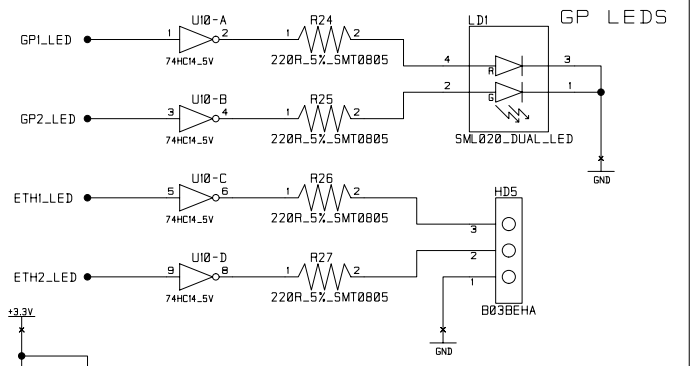 GP LEDS
U10-A
R24
LD1
GP1_LED
1
2
1
2
74HC14_5V
220R_5%_SMT0805
4
R
3
2
G
1
U10-B
R25
GP2_LED
3
4
1
2
74HC14_5V
220R_5%_SMT0805
SML020_DUAL_LED
GND
U10-C
R26
HD5
ETH1_LED
5
6
1
2
74HC14_5V
220R_5%_SMT0805
3
2
1
U10-D
R27
ETH2_LED
9
8
1
2
74HC14_5V
220R_5%_SMT0805
B03BEHA
+3.3V
GND